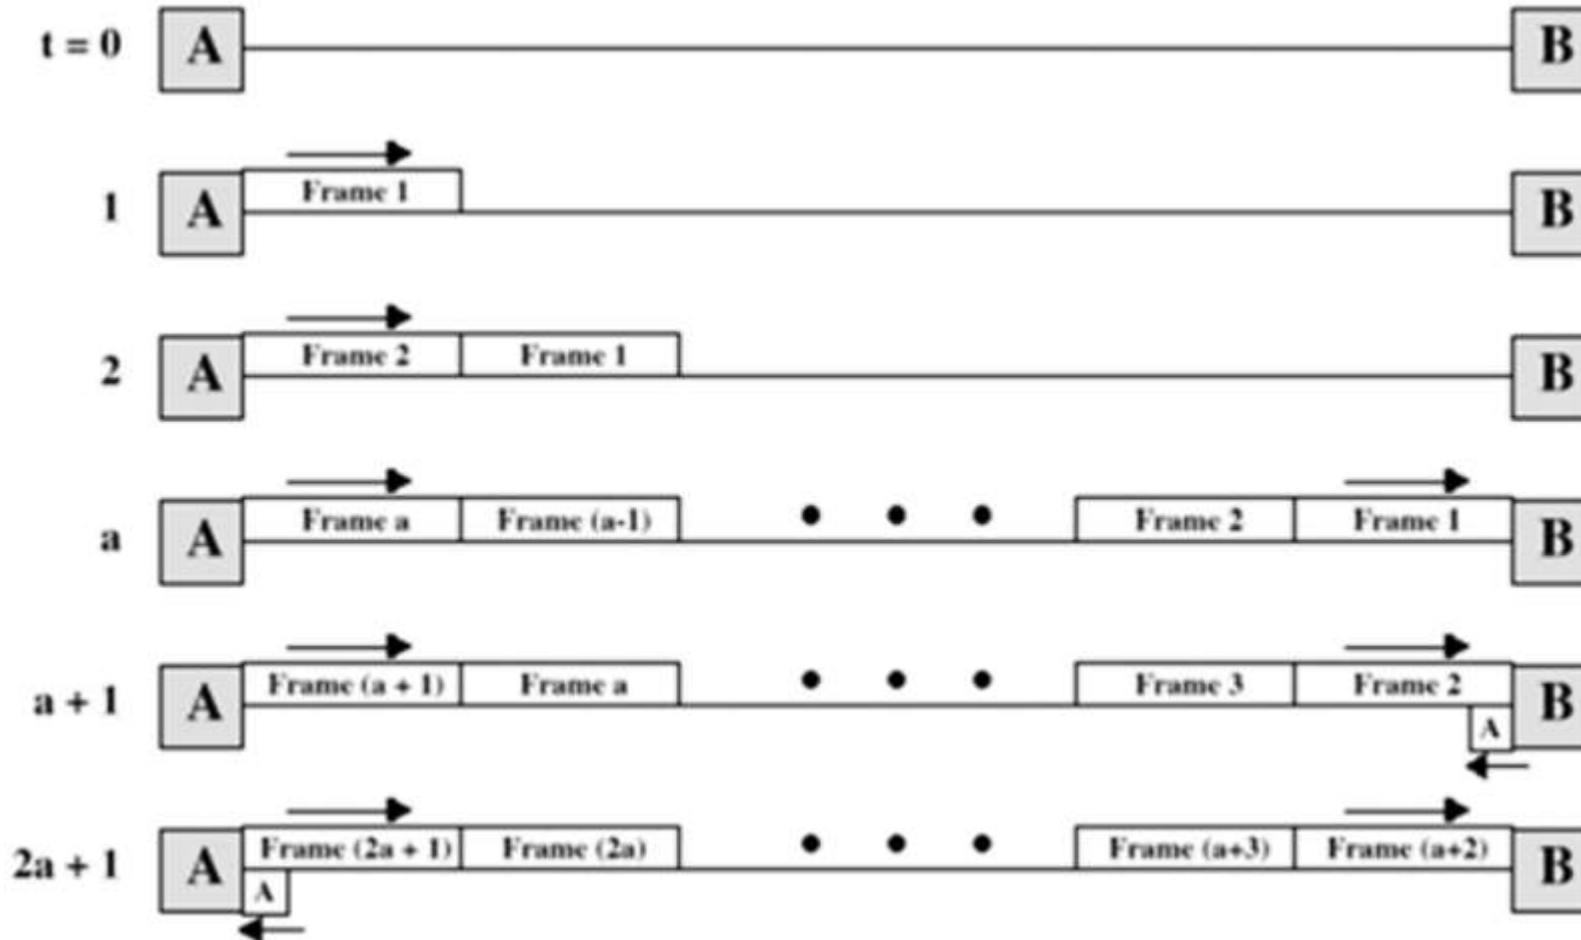 t = 0 A B
Frame 1
1 A B
Frame 2 Frame 1
2 A B
Frame a Frame (a-1) Frame 2 Frame 1
a A B
Frame (a + 1) Frame a Frame 3 Frame 2
a + 1 A B
A
Frame (2a + 1) Frame (2a) Frame (a+3) Frame (a+2)
2a + 1 A B
A